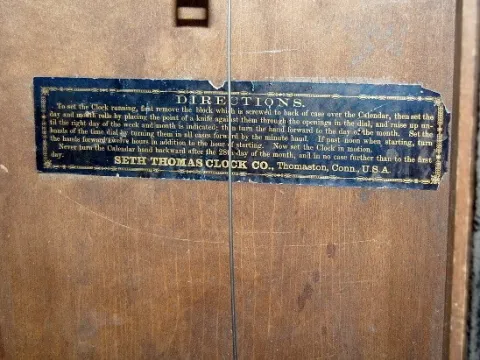 DIRECTIONS.
To set the Clock running, first remove the block which is screwed to back of case over the Calendar, then set the
day and month rolls by placing the point of a knife against them through the openings in the dial, and raise up un-
til the right day of the week and month is indicated; then turn the hand forward to the day of the month. Set the
hands of the time dial by turning them in all cases forward by the minute hand. If past noon when starting, turn
the hands forward twelve hours in addition to the hour of starting. Now set the Clock in motion.
Never turn the Calendar hand backward after the 28th day of the month, and in no case further than to the first
day.
SETH THOMAS CLOCK CO., Thomaston, Conn., U.S.A.